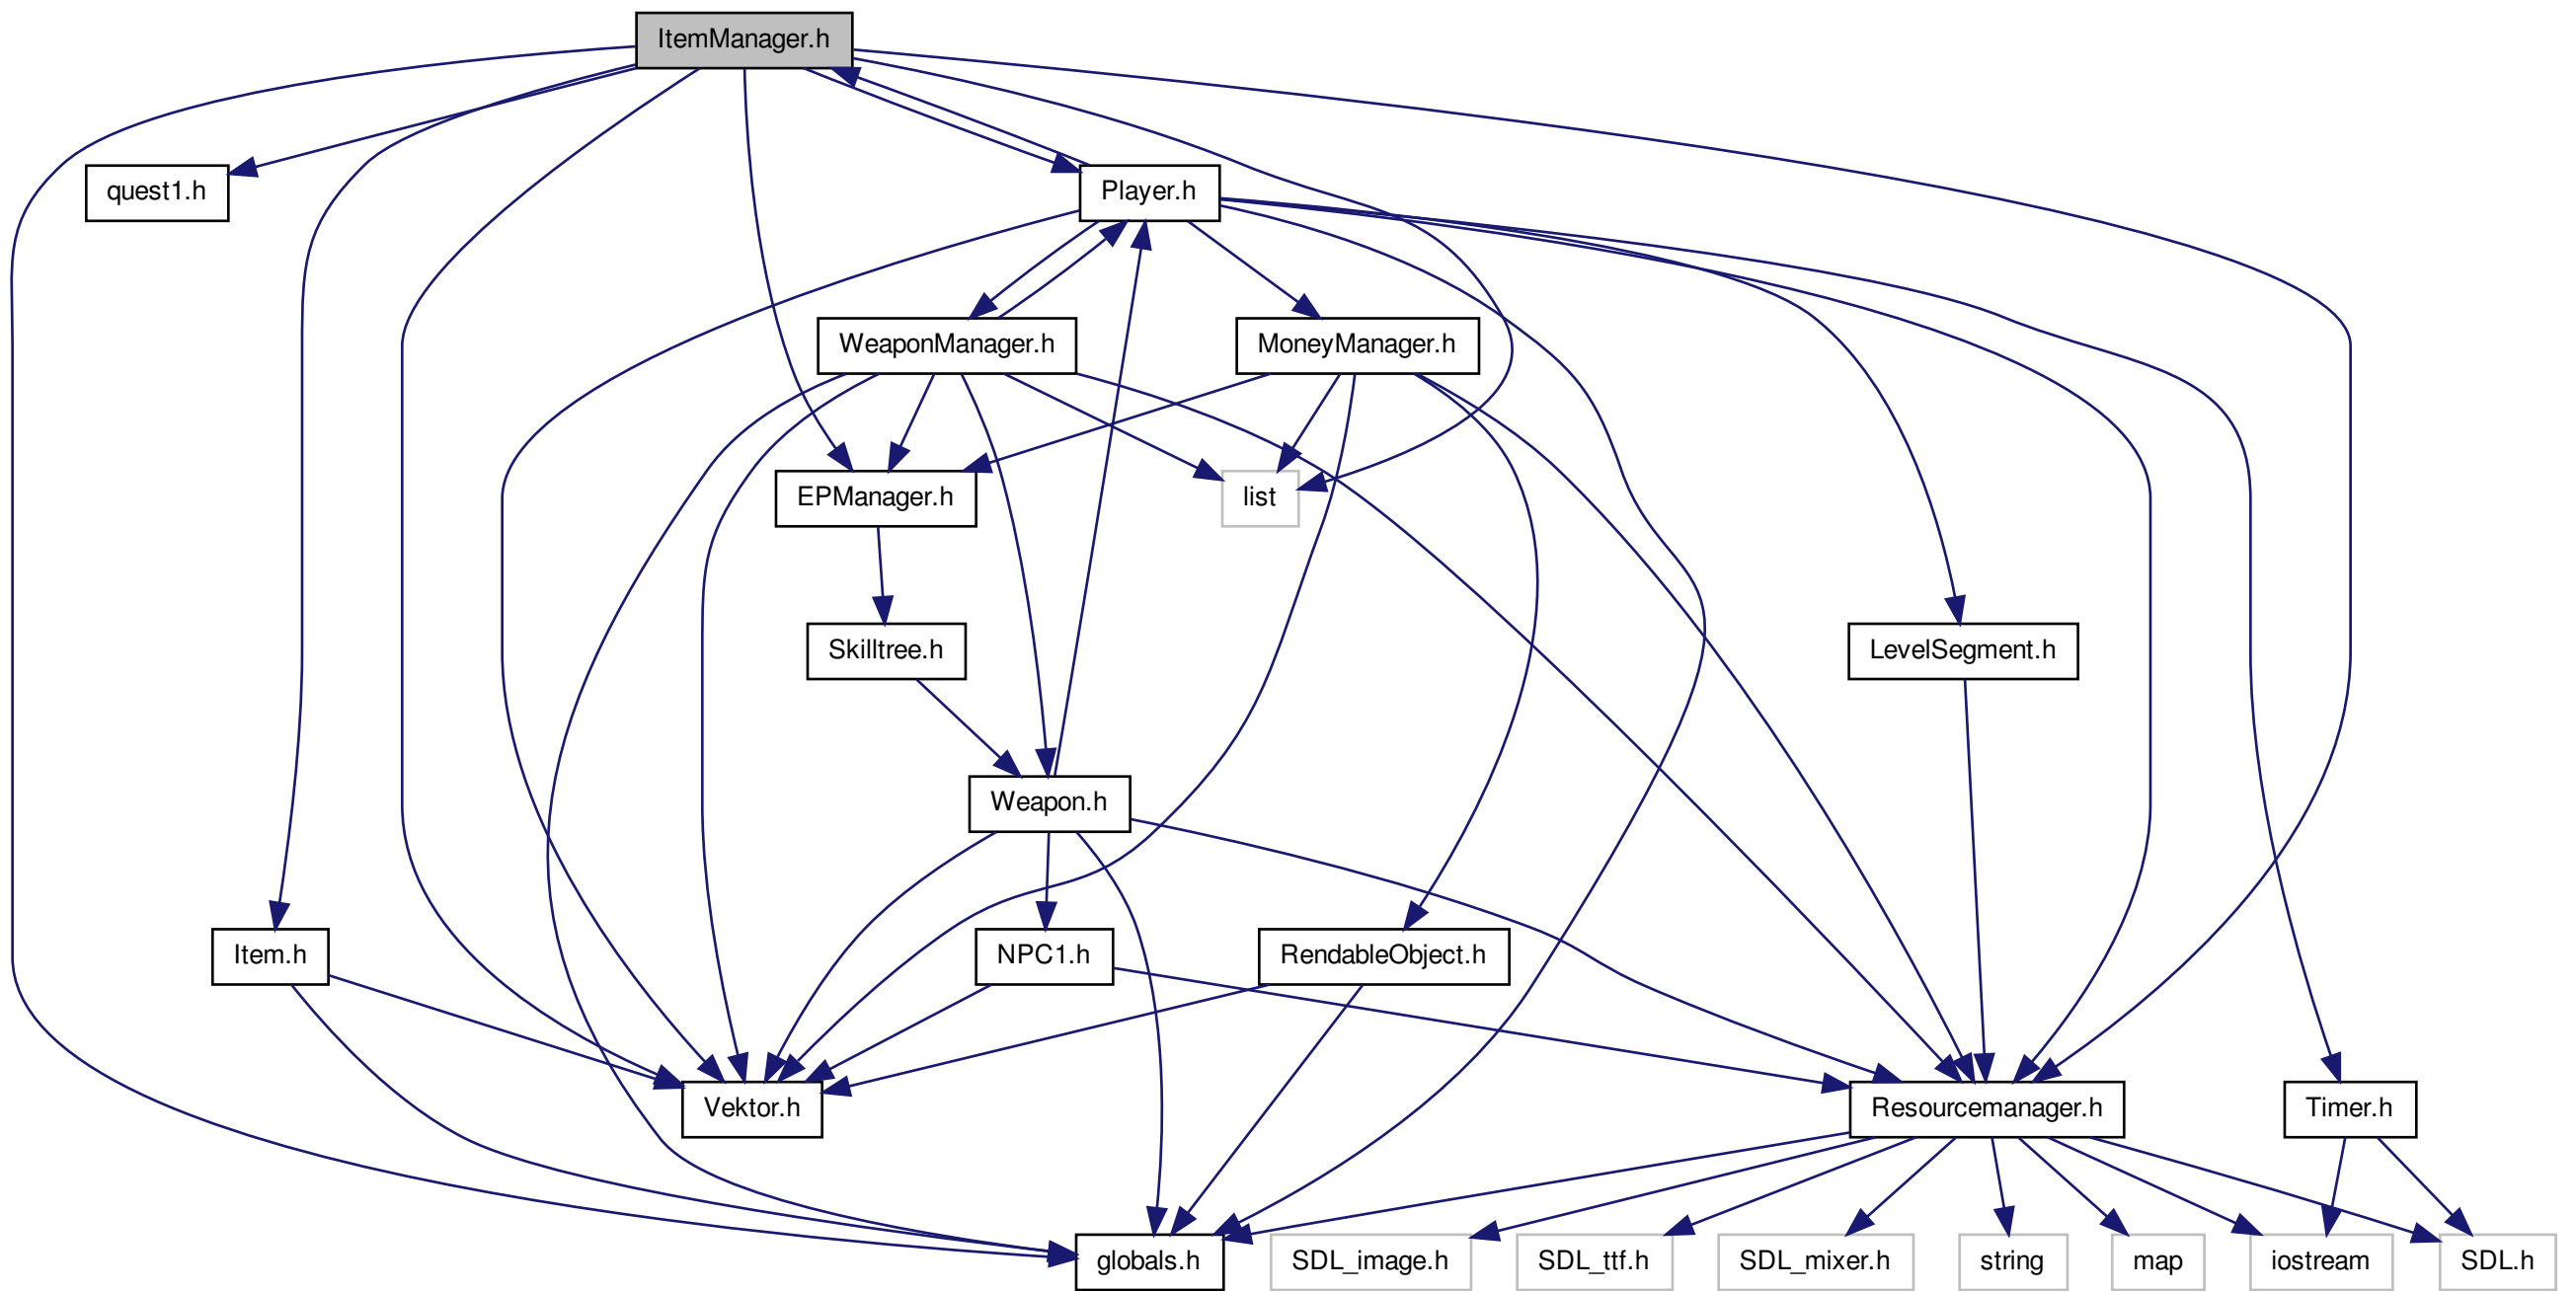 ItemManager.h
quest1.h
Player.h
WeaponManager.h
MoneyManager.h
EPManager.h
list
Skilltree.h
LevelSegment.h
Weapon.h
Item.h
NPC1.h
RendableObject.h
Vektor.h
Resourcemanager.h
Timer.h
globals.h
SDL_image.h
SDL_ttf.h
SDL_mixer.h
string
map
iostream
SDL.h